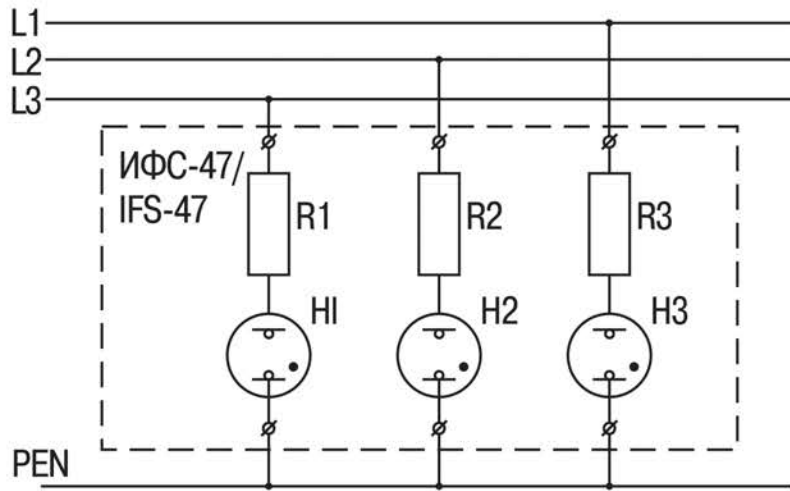 L1
L2
L3
ИФС-47/
IFS-47
R1
R2
R3
HI
H2
H3
PEN